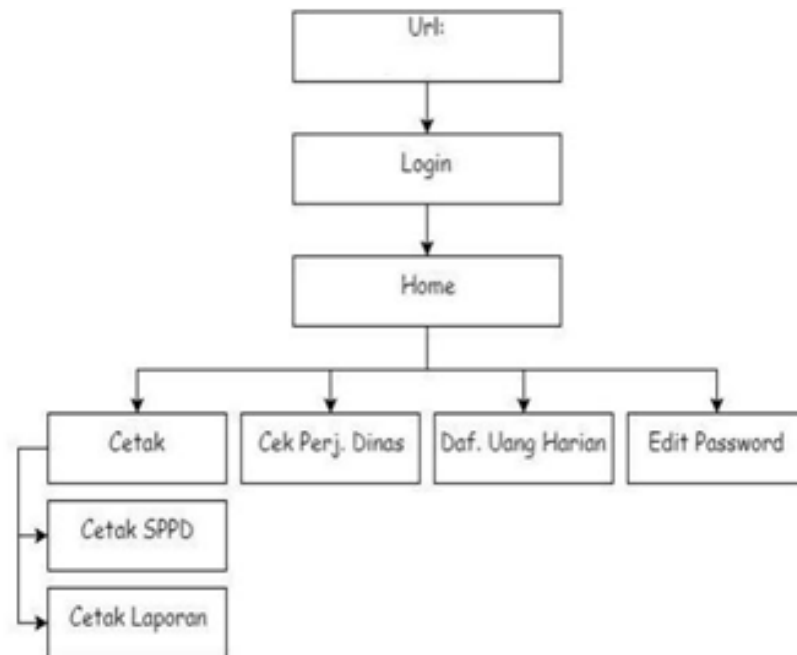 Url:
Login
Home
Cetak
Cek Perj. Dinas
Daf. Uang Harian
Edit Password
Cetak SPPD
Cetak Laporan